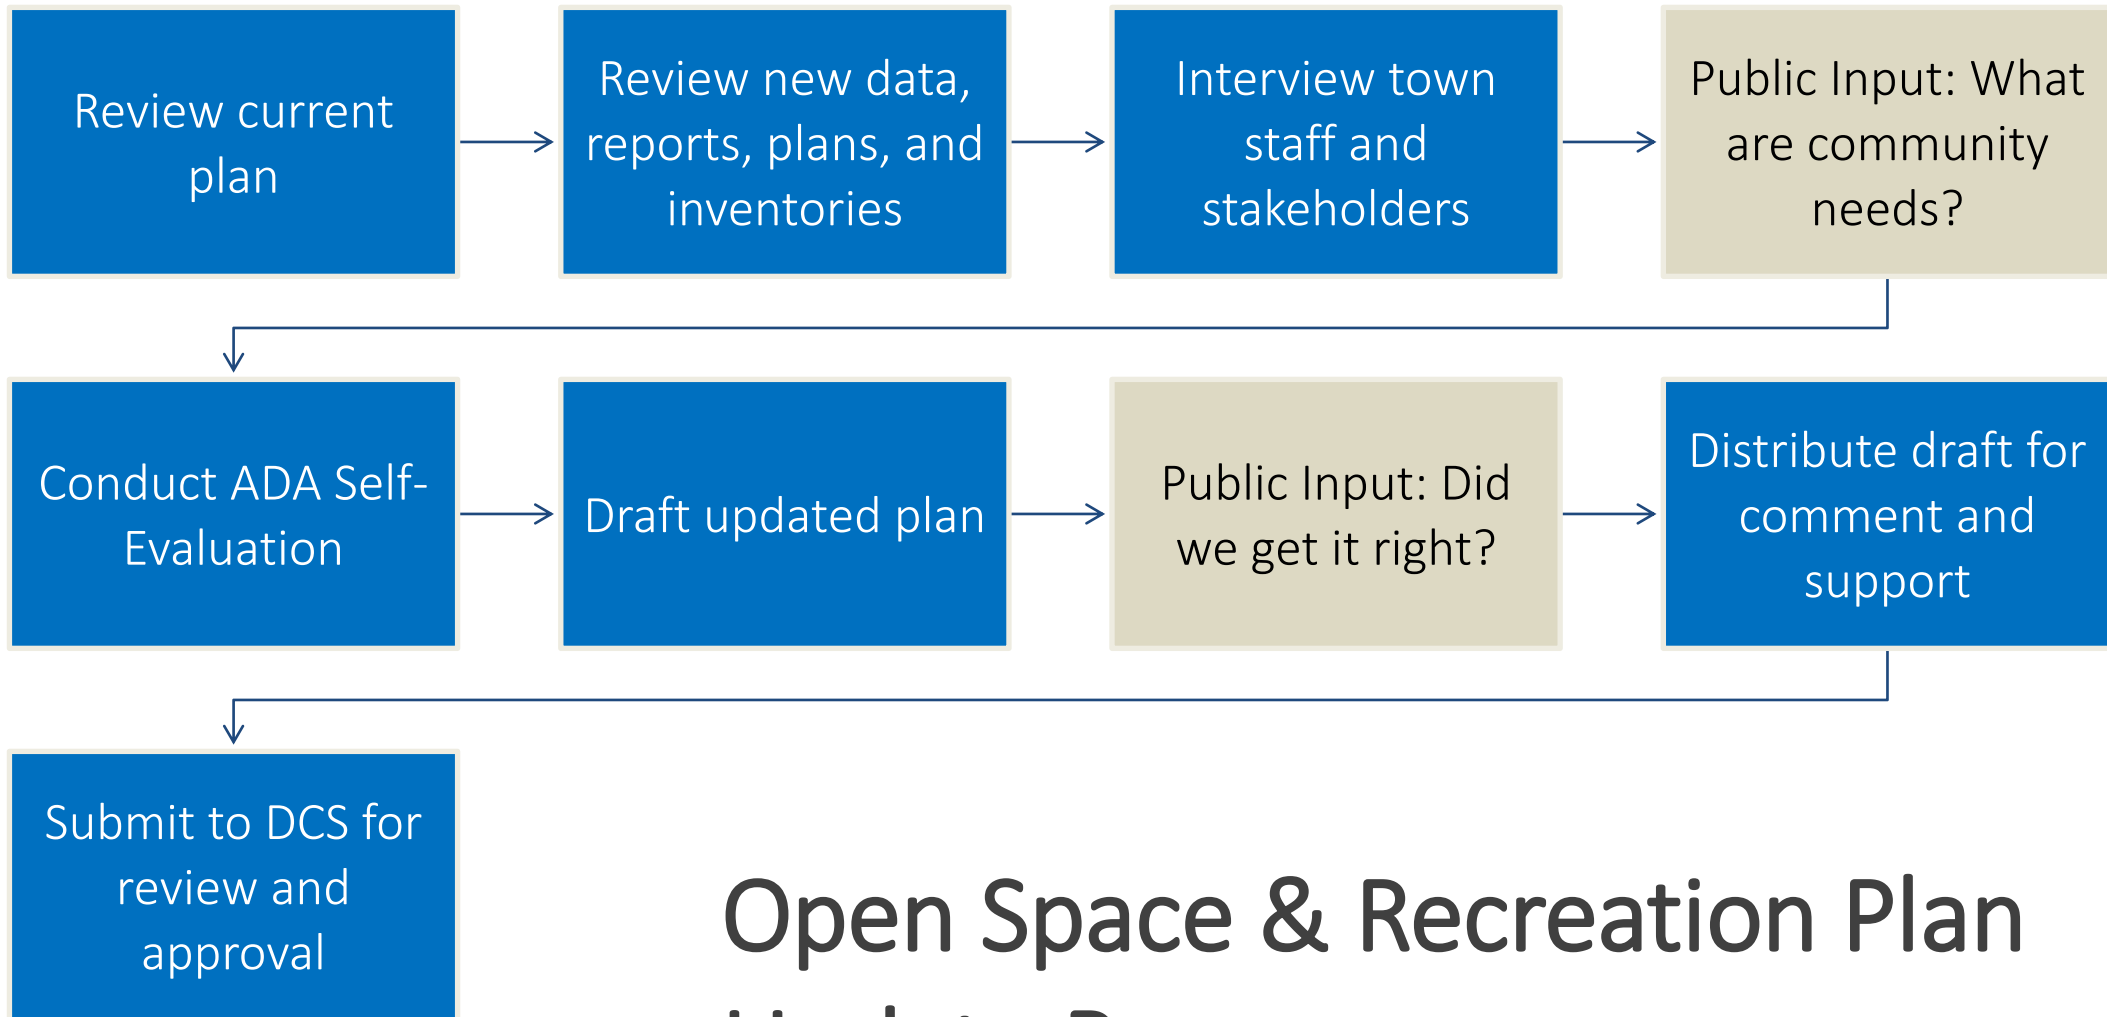 Review current
plan
Review new data,
reports, plans, and
inventories
Interview town
staff and
stakeholders
Public Input: What
are community
needs?
Conduct ADA Self-
Evaluation
Draft updated plan
Public Input: Did
we get it right?
Distribute draft for
comment and
support
Submit to DCS for
review and
approval
Open Space & Recreation Plan